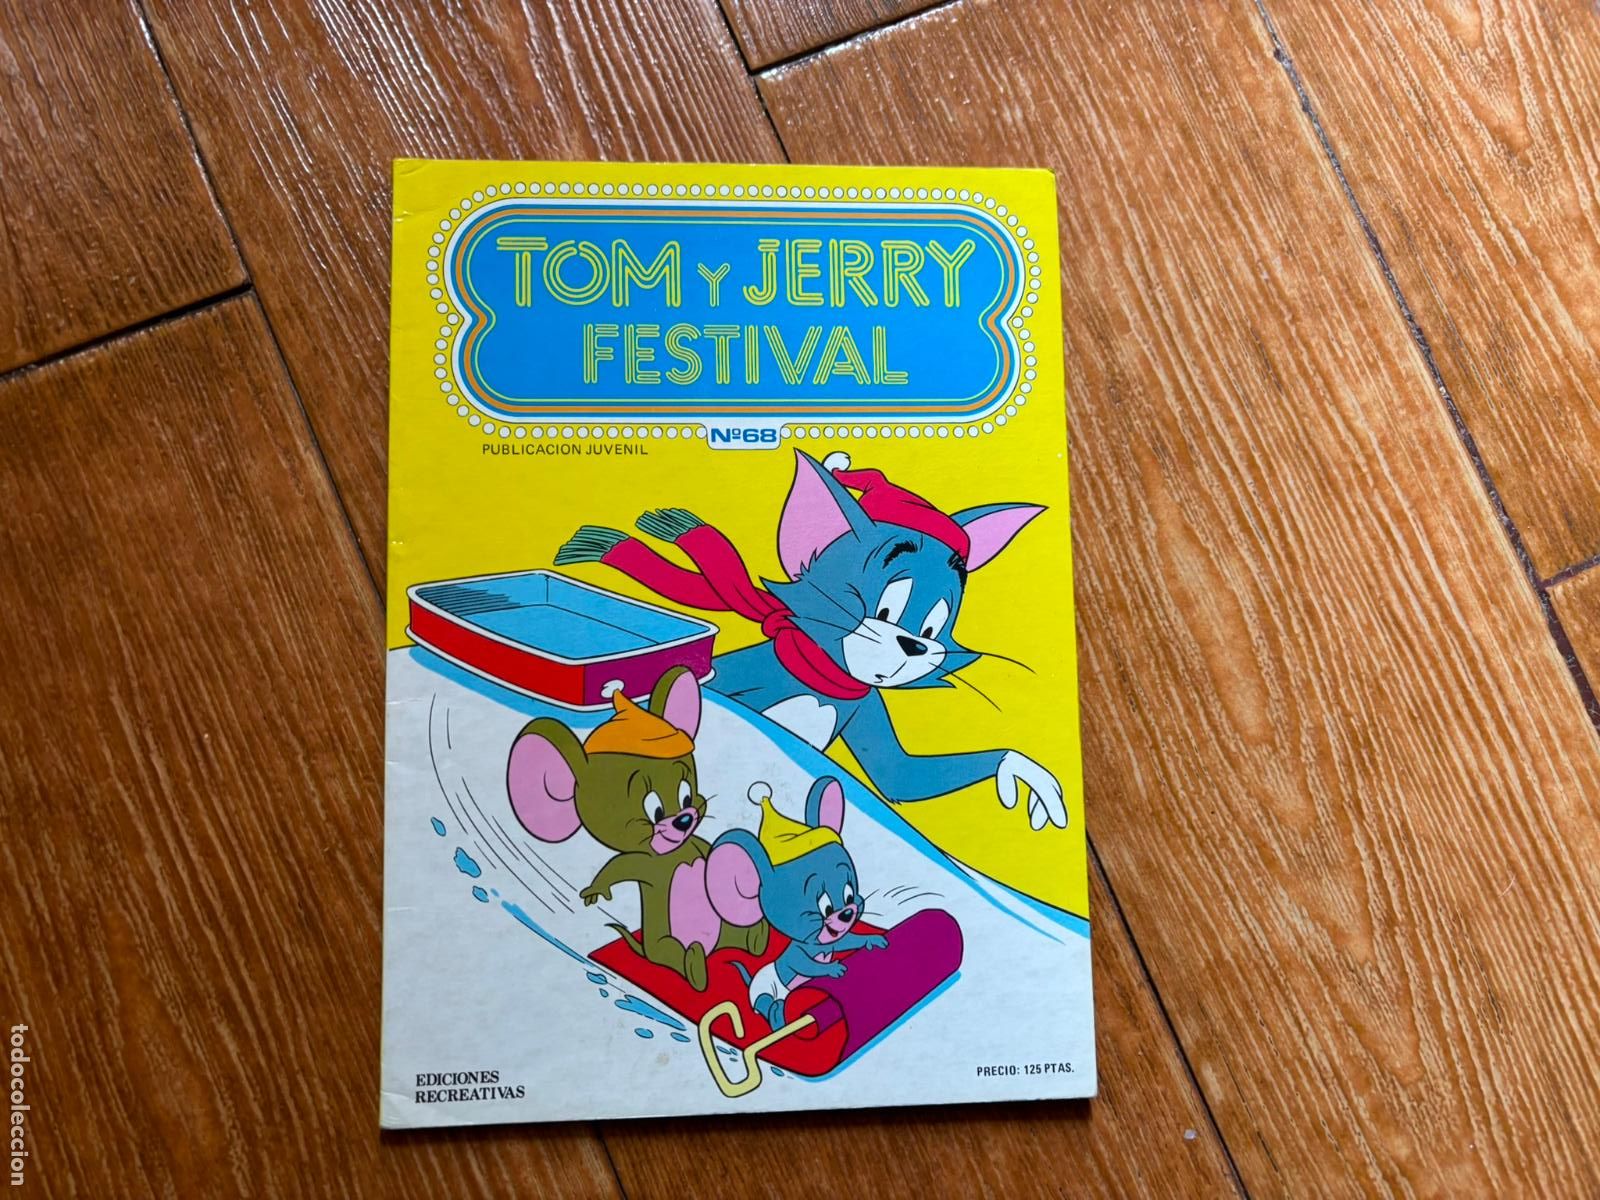 TOM Y JERRY
FESTIVAL
Nº68
PUBLICACION JUVENIL
EDICIONES
RECREATIVAS
PRECIO: 125 PTAS.
todocoleccion